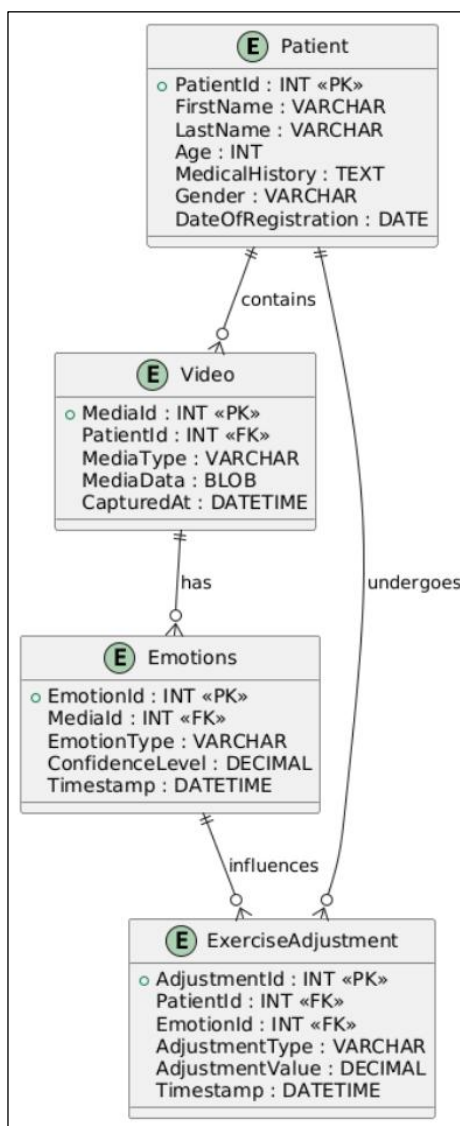 E Patient
PatientId : INT «PK»
FirstName : VARCHAR
LastName : VARCHAR
Age : INT
MedicalHistory : TEXT
Gender : VARCHAR
DateOfRegistration : DATE
contains
E Video
MediaId : INT «PK»
PatientId : INT «FK»
MediaType : VARCHAR
MediaData : BLOB
CapturedAt : DATETIME
has
undergoes
E Emotions
EmotionId : INT «PK»
MediaId : INT «FK»
EmotionType : VARCHAR
ConfidenceLevel : DECIMAL
Timestamp : DATETIME
influences
E ExerciseAdjustment
AdjustmentId : INT «PK»
PatientId : INT «FK»
EmotionId : INT «FK»
AdjustmentType : VARCHAR
AdjustmentValue : DECIMAL
Timestamp : DATETIME